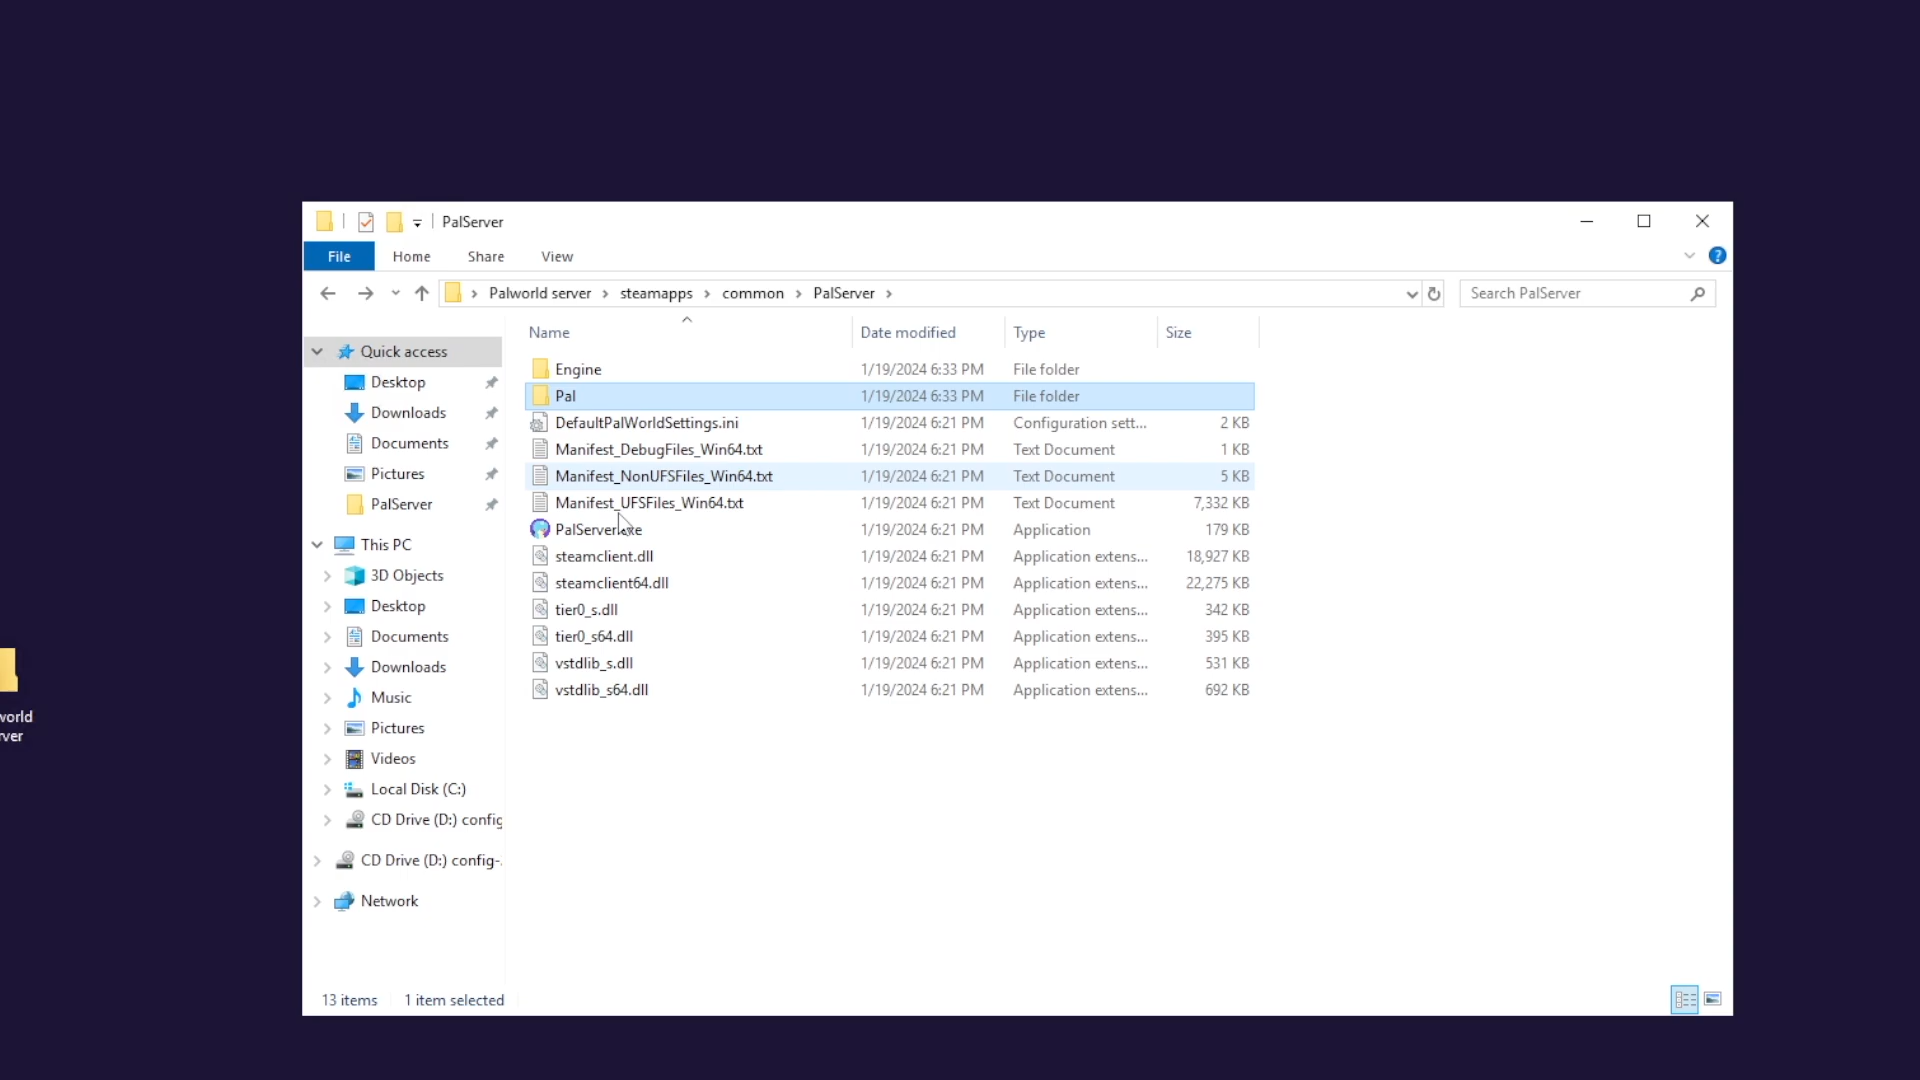 PalServer
File Home Share View
Palworld server steamapps common PalServer
Search PalServer
Name Date modified Type Size
Quick access
Desktop
Downloads
Documents
Pictures
PalServer
This PC
3D Objects
Desktop
Documents
Downloads
Music
Pictures
Videos
Local Disk (C:)
CD Drive (D:) config
CD Drive (D:) config-.
Network
Engine 1/19/2024 6:33 PM File folder
Pal 1/19/2024 6:33 PM File folder
DefaultPalWorldSettings.ini 1/19/2024 6:21 PM Configuration sett... 2 KB
Manifest_DebugFiles_Win64.txt 1/19/2024 6:21 PM Text Document 1 KB
Manifest_NonUFSFiles_Win64.txt 1/19/2024 6:21 PM Text Document 5 KB
Manifest_UFSFiles_Win64.txt 1/19/2024 6:21 PM Text Document 7,332 KB
PalServer.exe 1/19/2024 6:21 PM Application 179 KB
steamclient.dll 1/19/2024 6:21 PM Application extens... 18,927 KB
steamclient64.dll 1/19/2024 6:21 PM Application extens... 22,275 KB
tier0_s.dll 1/19/2024 6:21 PM Application extens... 342 KB
tier0_s64.dll 1/19/2024 6:21 PM Application extens... 395 KB
vstdlib_s.dll 1/19/2024 6:21 PM Application extens... 531 KB
vstdlib_s64.dll 1/19/2024 6:21 PM Application extens... 692 KB
world
rver
13 items 1 item selected